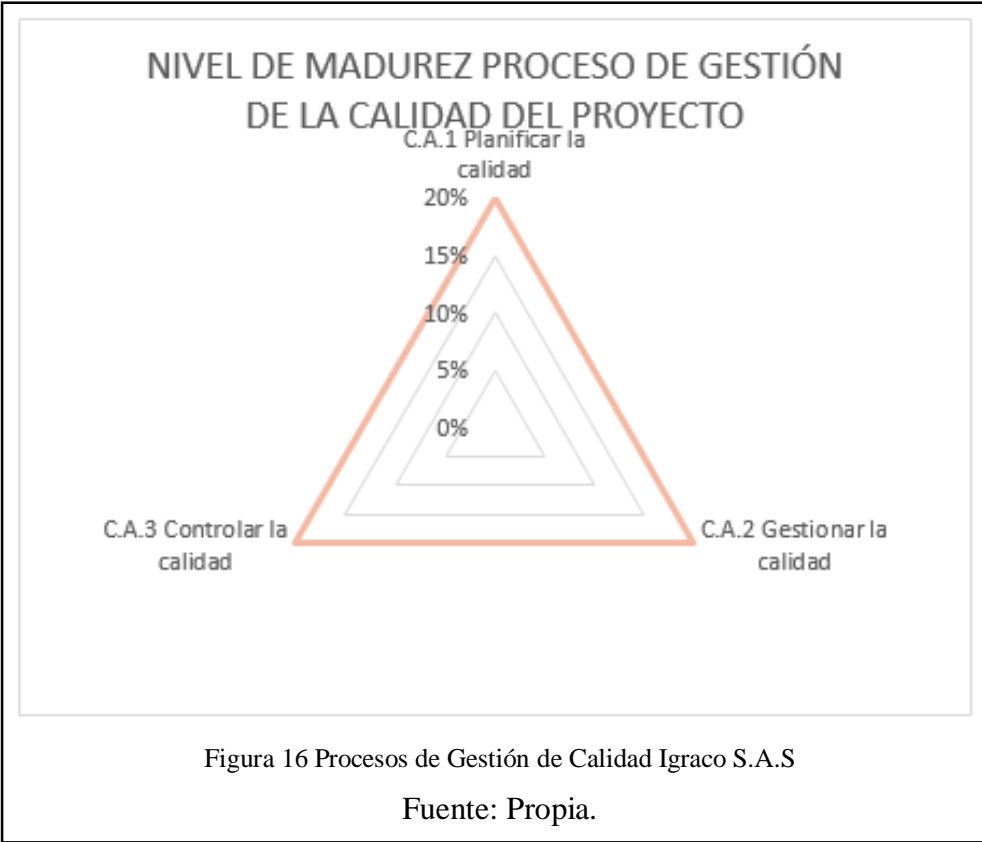 NIVEL DE MADUREZ PROCESO DE GESTIÓN
DE LA CALIDAD DEL PROYECTO
C.A.1 Planificar la
calidad
20%
15%
10%
5%
0%
C.A.3 Controlar la
calidad
C.A.2 Gestionar la
calidad
Figura 16 Procesos de Gestión de Calidad Igraco S.A.S
Fuente: Propia.